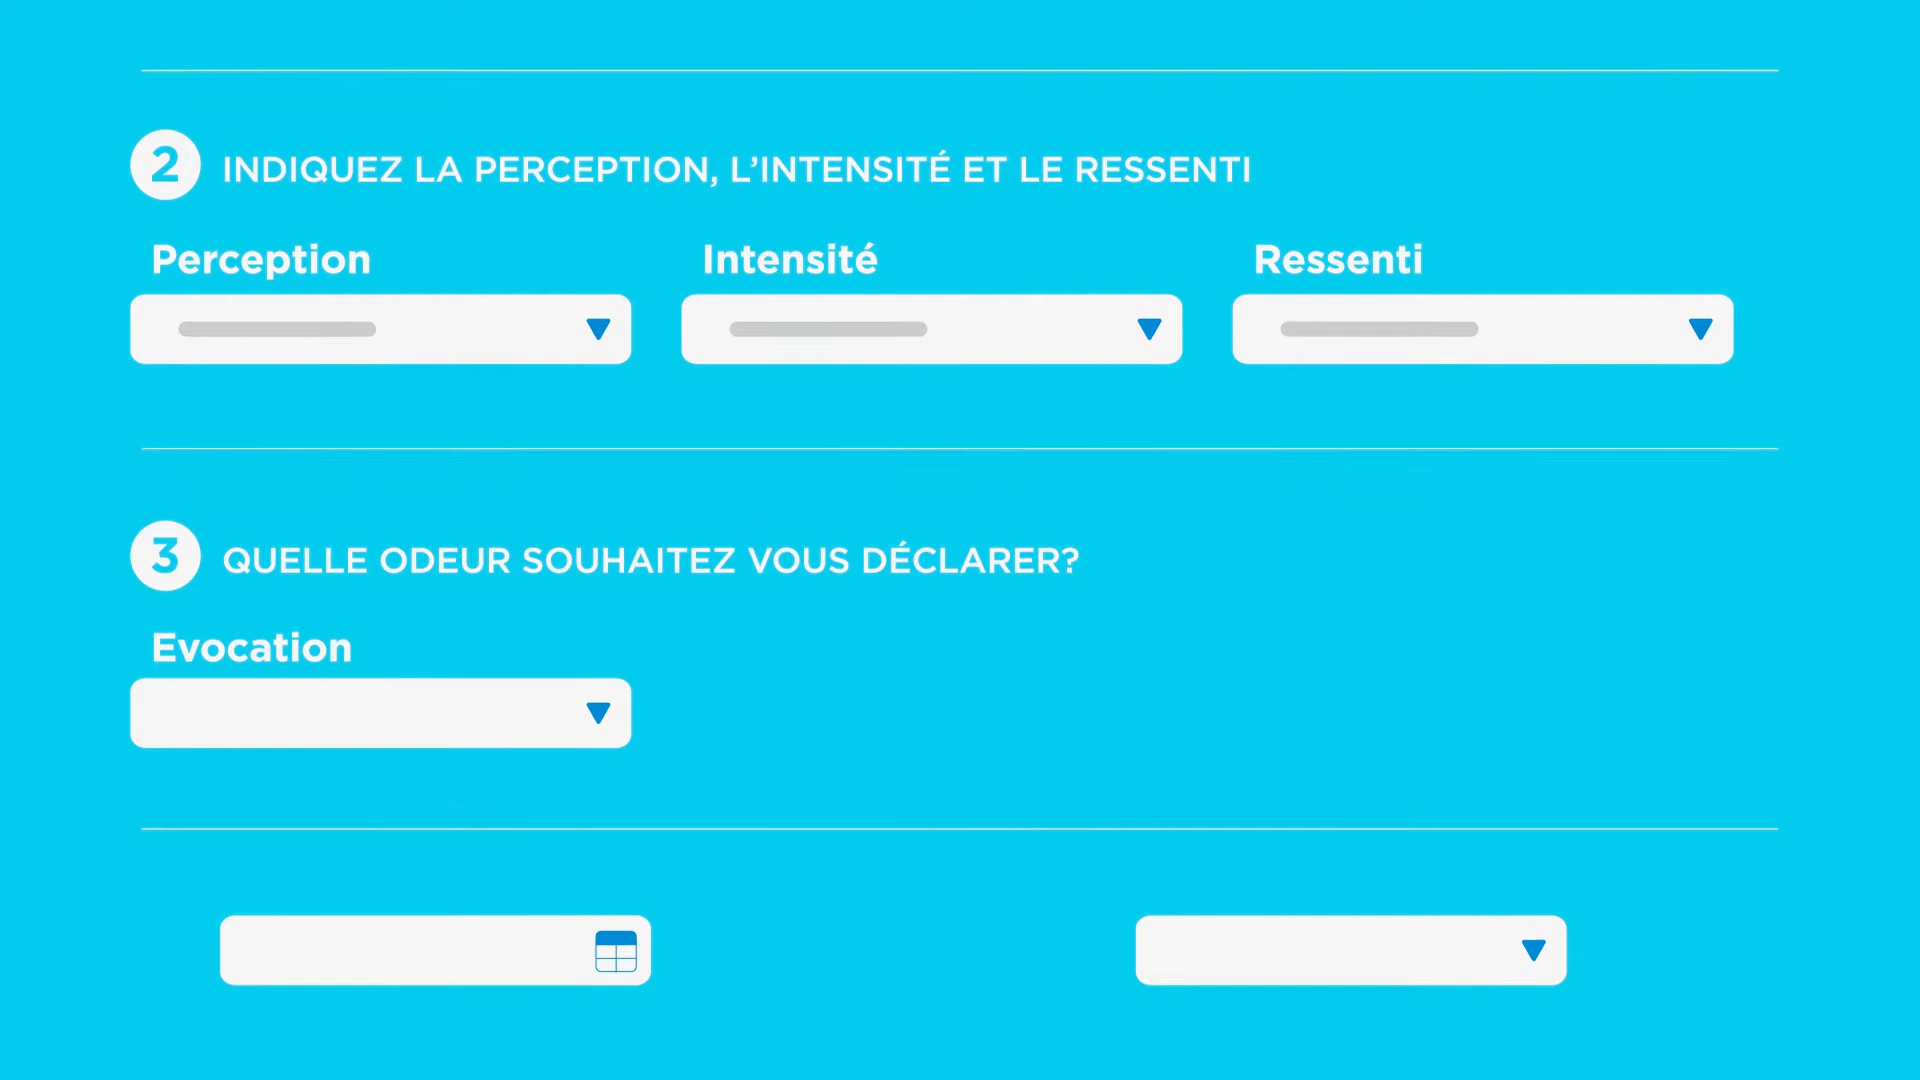 2 INDIQUEZ LA PERCEPTION, L’INTENSITÉ ET LE RESSENTI
Perception Intensité Ressenti
3 QUELLE ODEUR SOUHAITEZ VOUS DÉCLARER?
Evocation